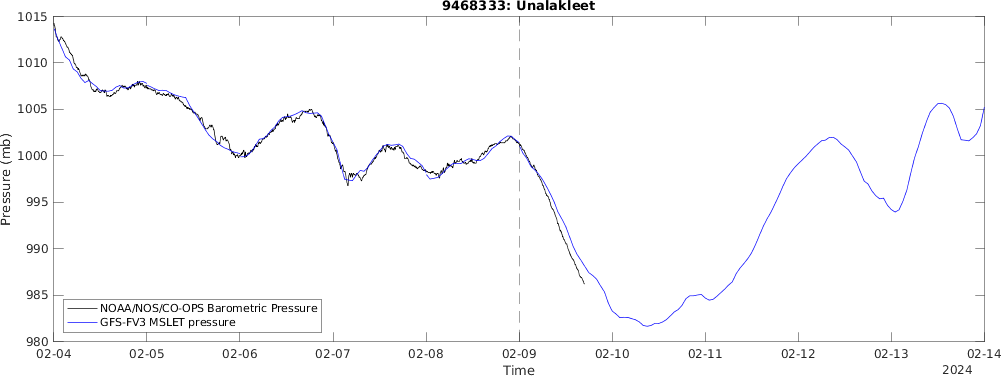 9468333: Unalakleet
1015
1010
1005
1000
995
990
985
980
Pressure (mb)
NOAA/NOS/CO-OPS Barometric Pressure
GFS-FV3 MSLET pressure
02-04 02-05 02-06 02-07 02-08 02-09 02-10 02-11 02-12 02-13 02-14
Time
2024